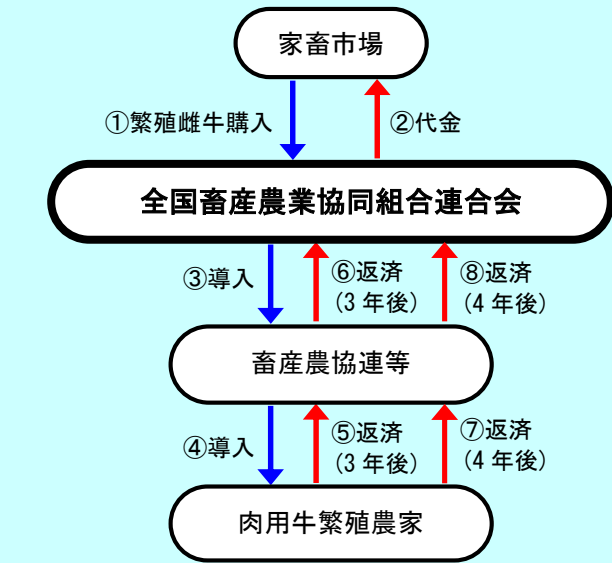 家畜市場
①繁殖雌牛購入
②代金
全国畜産農業協同組合連合会
③導入
⑥返済
(3 年後)
⑧返済
(4 年後)
畜産農協連等
④導入
⑤返済
(3 年後)
⑦返済
(4 年後)
肉用牛繁殖農家